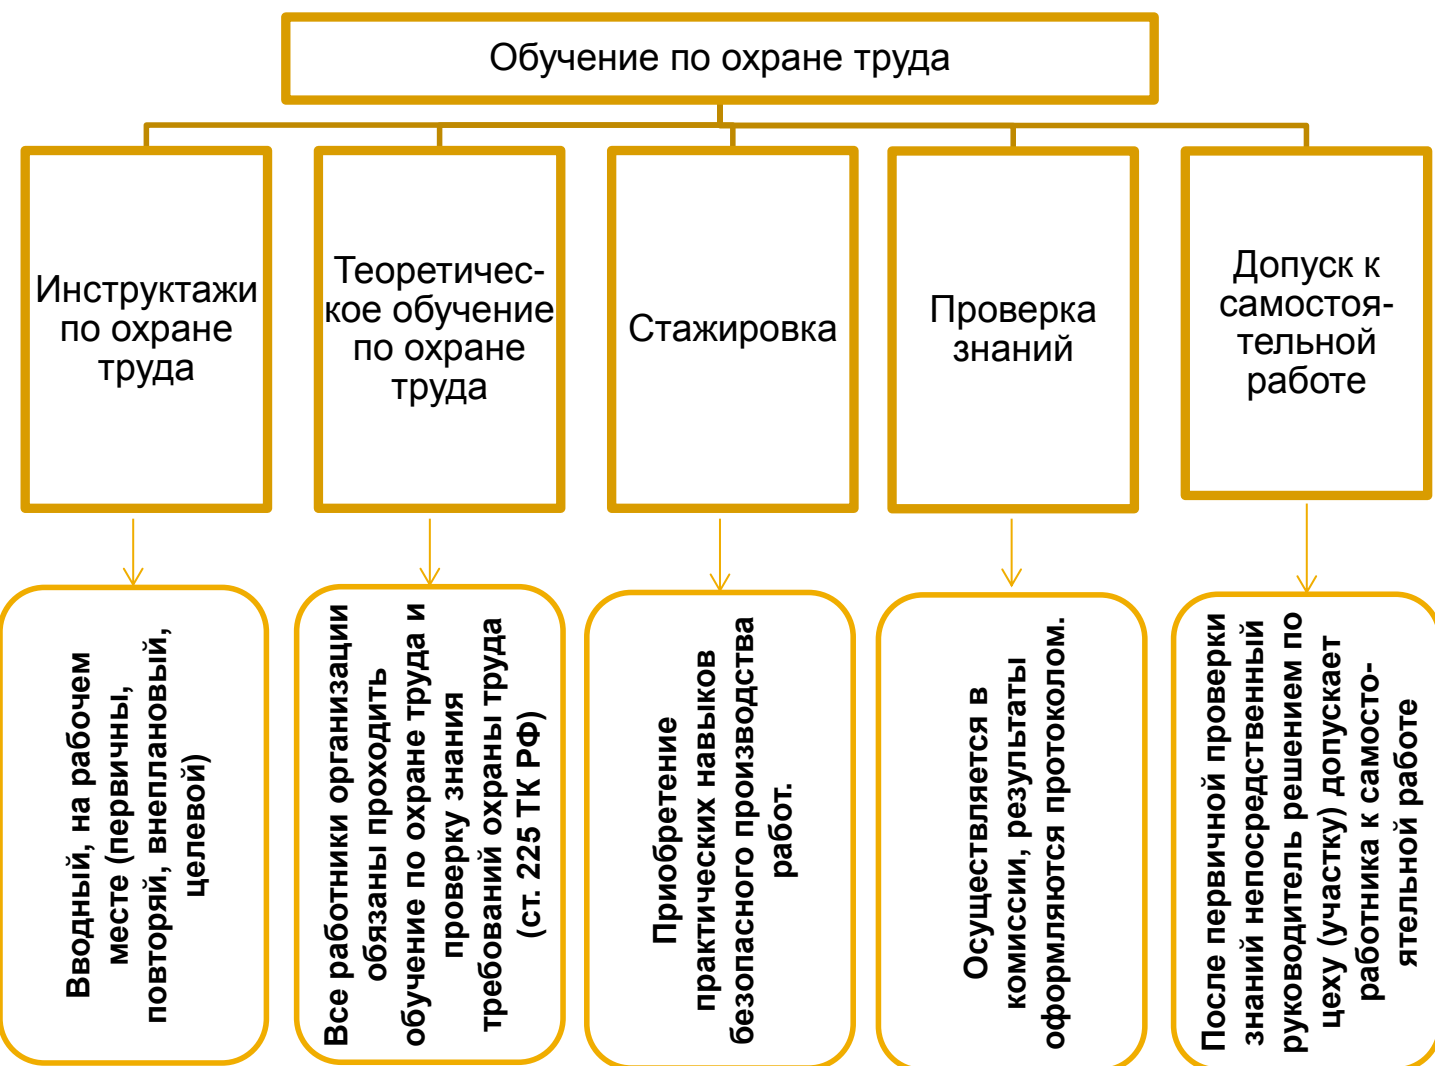 Обучение по охране труда
Инструктажи
по охране
труда
Теоретичес-
кое обучение
по охране
труда
Стажировка
Проверка
знаний
Допуск к
самостоя-
тельной
работе
Вводный, на рабочем
месте (первичны,
повторяй, внеплановый,
целевой)
Все работники организации
обязаны проходить
обучение по охране труда и
проверку знания
требований охраны труда
(ст. 225 ТК РФ)
Приобретение
практических навыков
безопасного производства
работ.
Осуществляется в
комиссии, результаты
оформляются протоколом.
После первичной проверки
знаний непосредственный
руководитель решением по
цеху (участку) допускает
работника к самосто-
ятельной работе